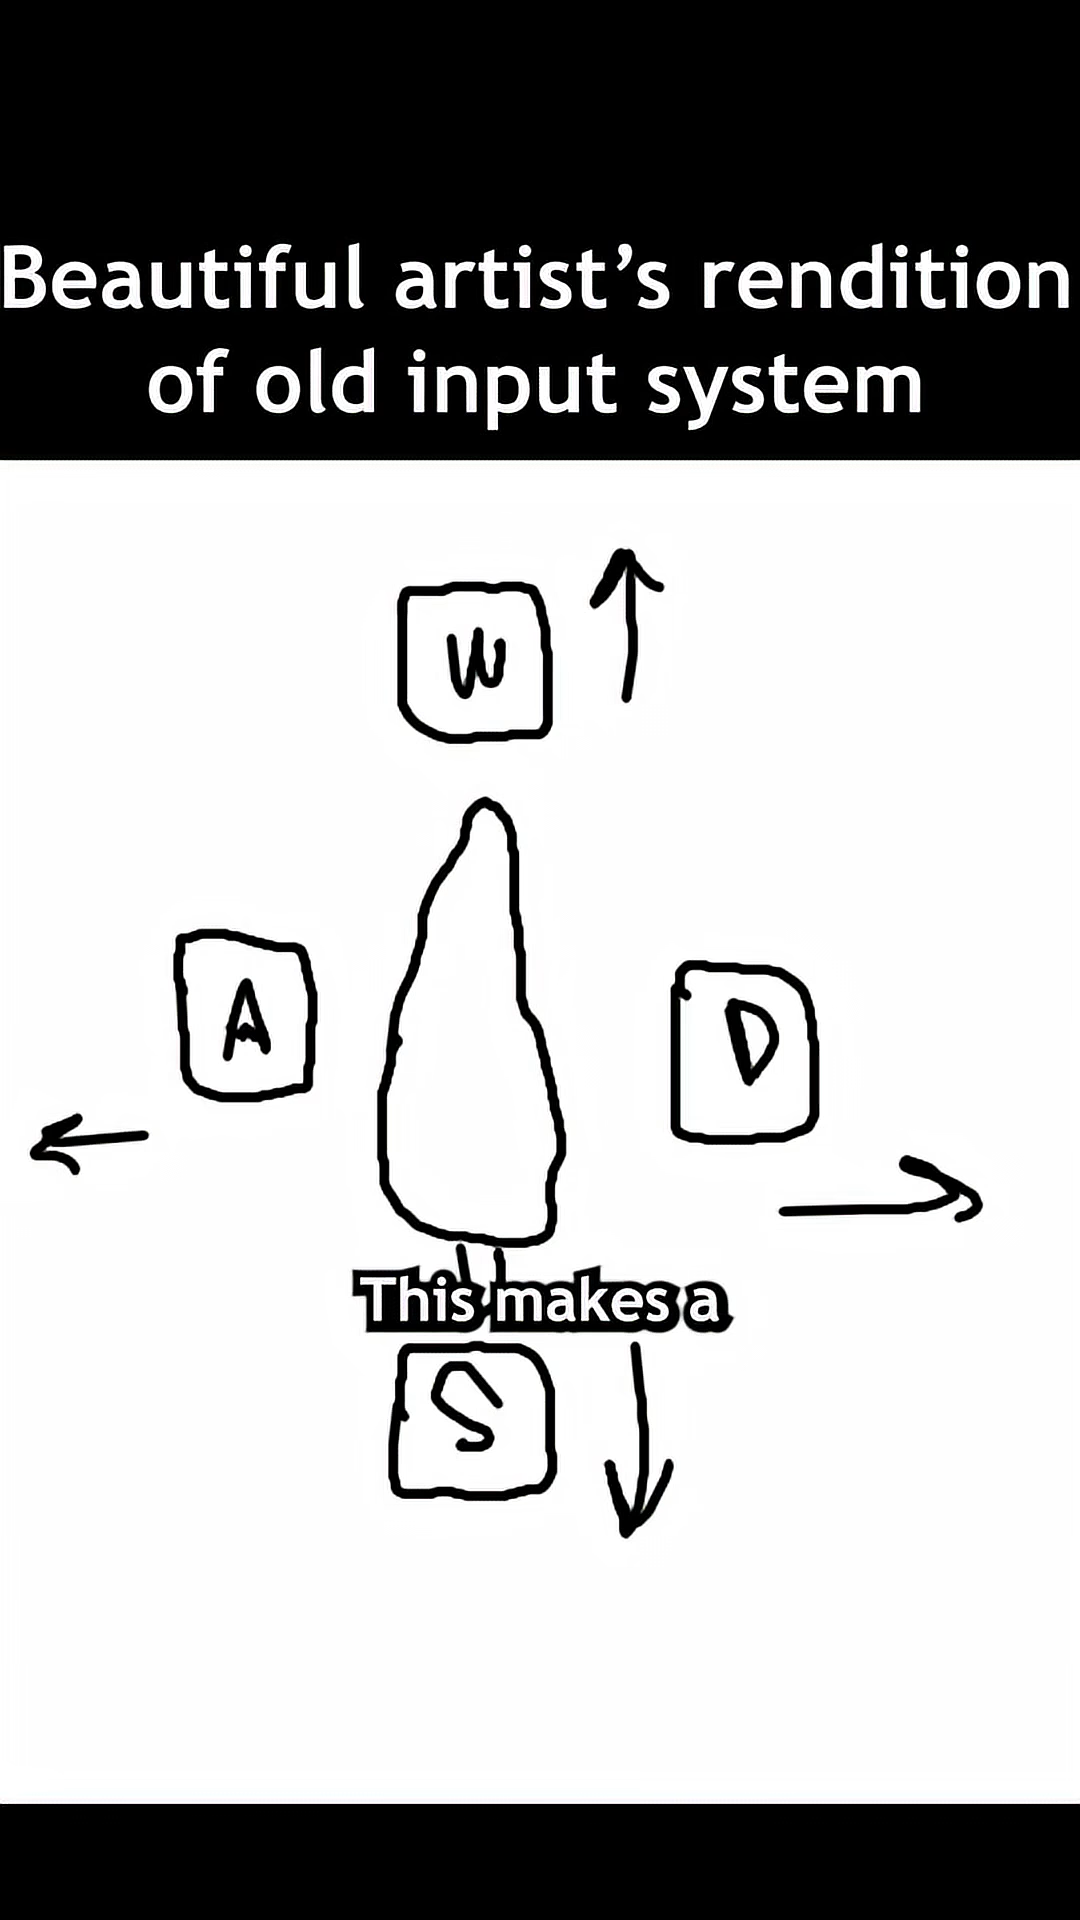 Beautiful artist’s rendition
of old input system
W
A
D
This makes a
S